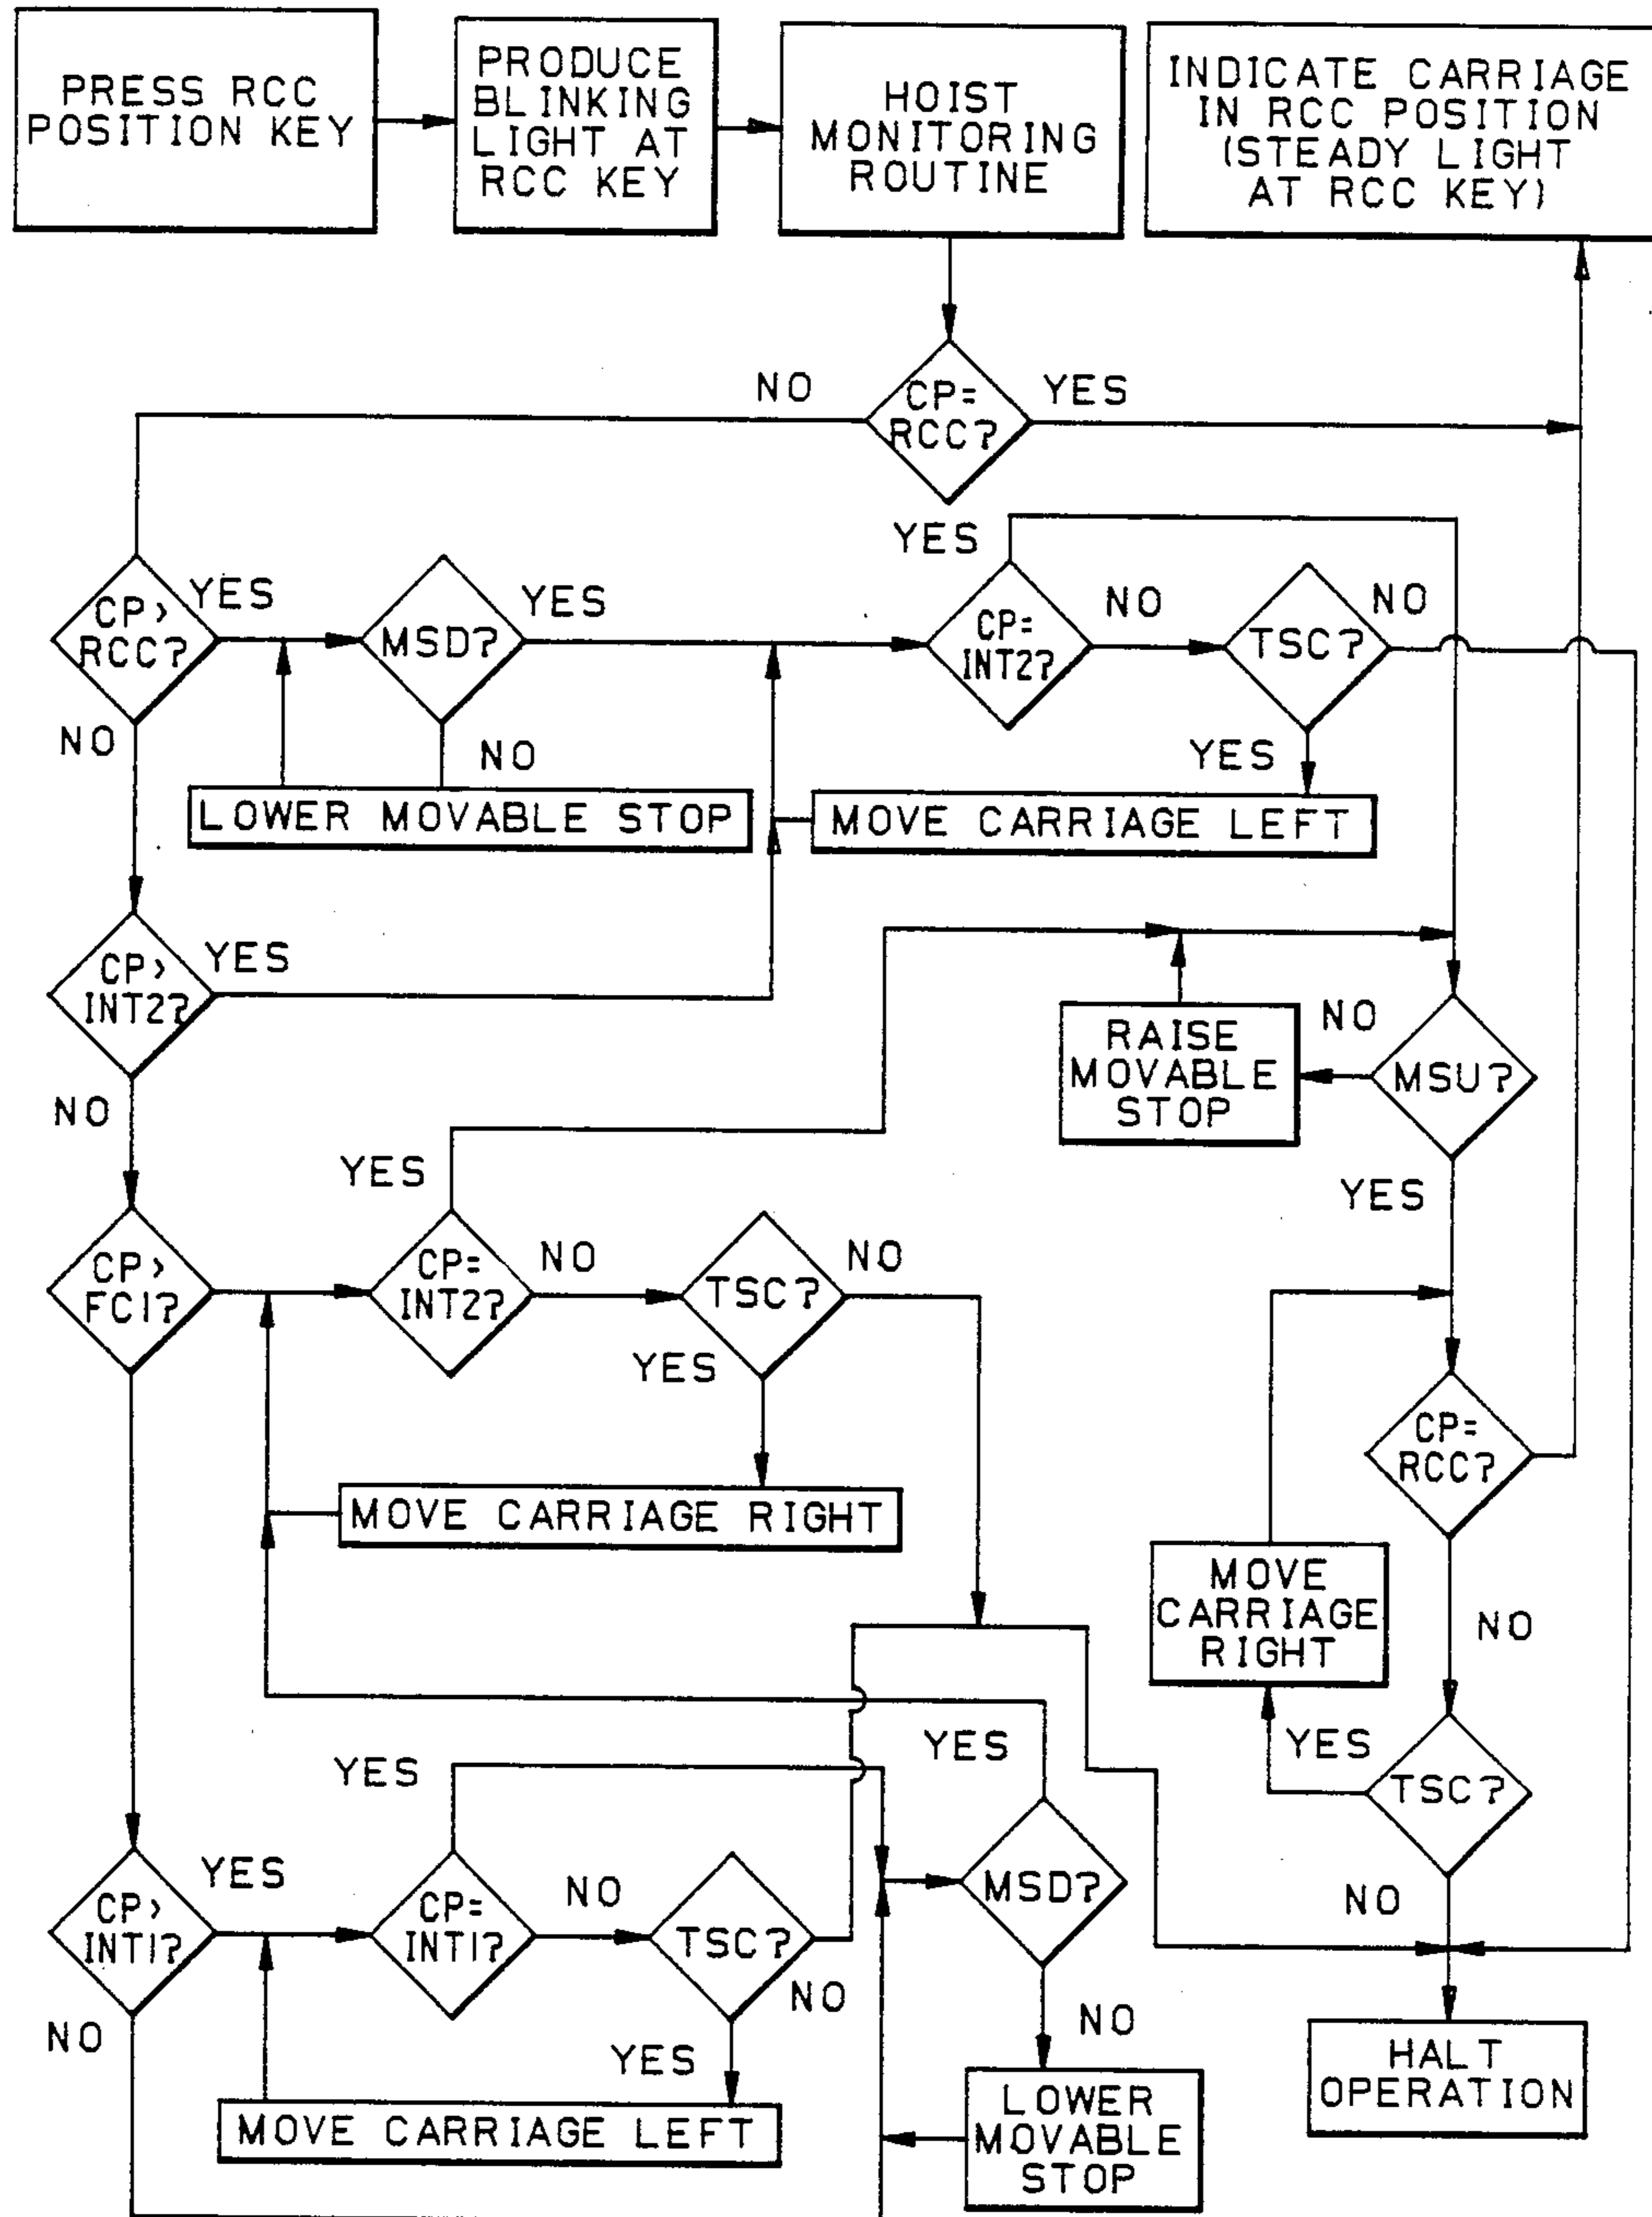 PRESS RCC
POSITION KEY
PRODUCE
BLINKING
LIGHT AT
RCC KEY
HOIST
MONITORING
ROUTINE
INDICATE CARRIAGE
IN RCC POSITION
(STEADY LIGHT
AT RCC KEY)
NO
CP=
RCC?
YES
YES
CP>
RCC?
YES
MSD?
YES
CP=
INT2?
NO
TSC?
NO
NO
NO
YES
LOWER MOVABLE STOP
MOVE CARRIAGE LEFT
CP>
INT2?
YES
RAISE
MOVABLE
STOP
NO
MSU?
NO
YES
YES
CP>
FC1?
CP=
INT2?
NO
TSC?
NO
YES
CP=
RCC?
MOVE CARRIAGE RIGHT
MOVE
CARRIAGE
RIGHT
NO
YES
YES
YES
TSC?
CP>
INT1?
YES
CP=
INT1?
NO
TSC?
NO
MSD?
NO
NO
YES
NO
MOVE CARRIAGE LEFT
LOWER
MOVABLE
STOP
HALT
OPERATION